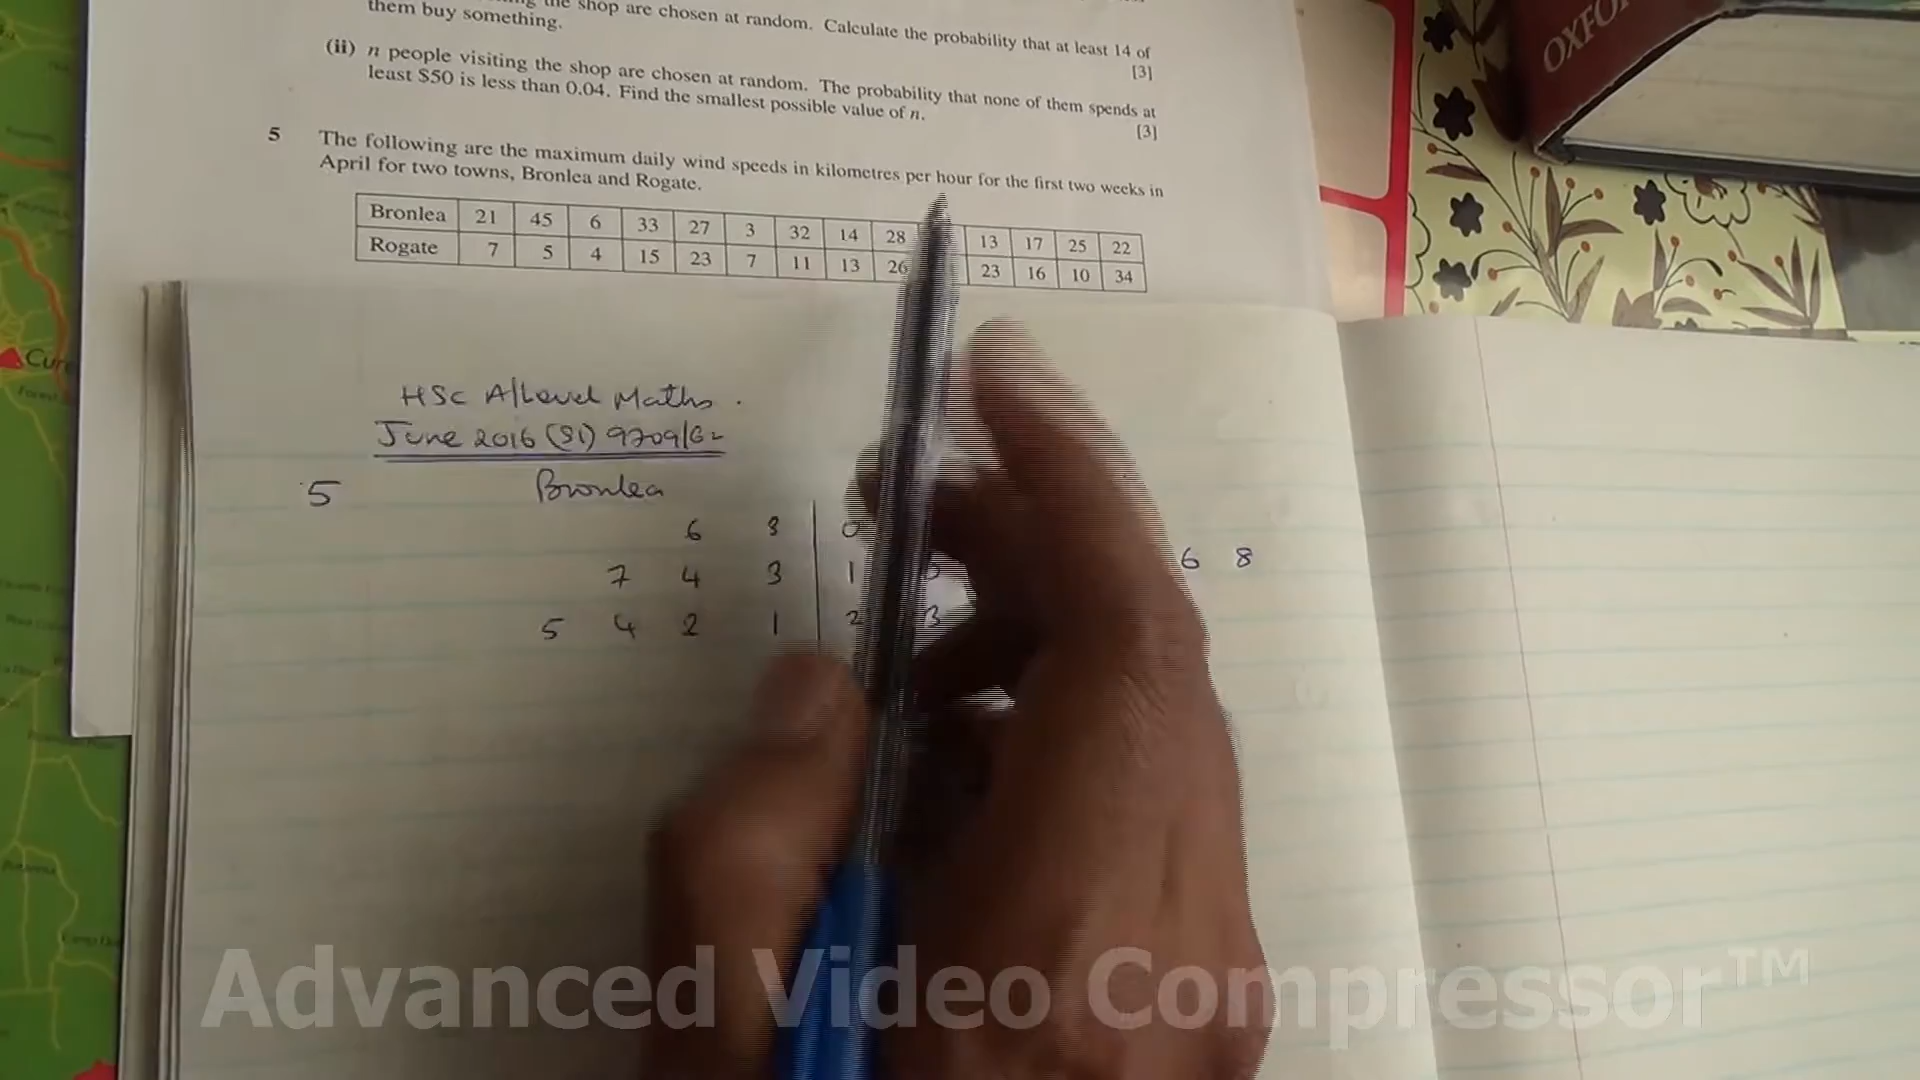 the shop are chosen at random. Calculate the probability that at least 14 of
them buy something.
[3]
(ii) n people visiting the shop are chosen at random. The probability that none of them spends at
least $50 is less than 0.04. Find the smallest possible value of n.
[3]
5 The following are the maximum daily wind speeds in kilometres per hour for the first two weeks in
April for two towns, Bronlea and Rogate.
Bronlea 21 45 6 33 27 3 32 14 28 13 17 25 22
Rogate 7 5 4 15 23 7 11 13 26 23 16 10 34
OXFO
HSC A/Level Maths.
June 2016 (S1) 9709/62
5 Bronlea
6 3 0
7 4 3 1 6 8
5 4 2 1 2 3
Advanced Video Compressor™